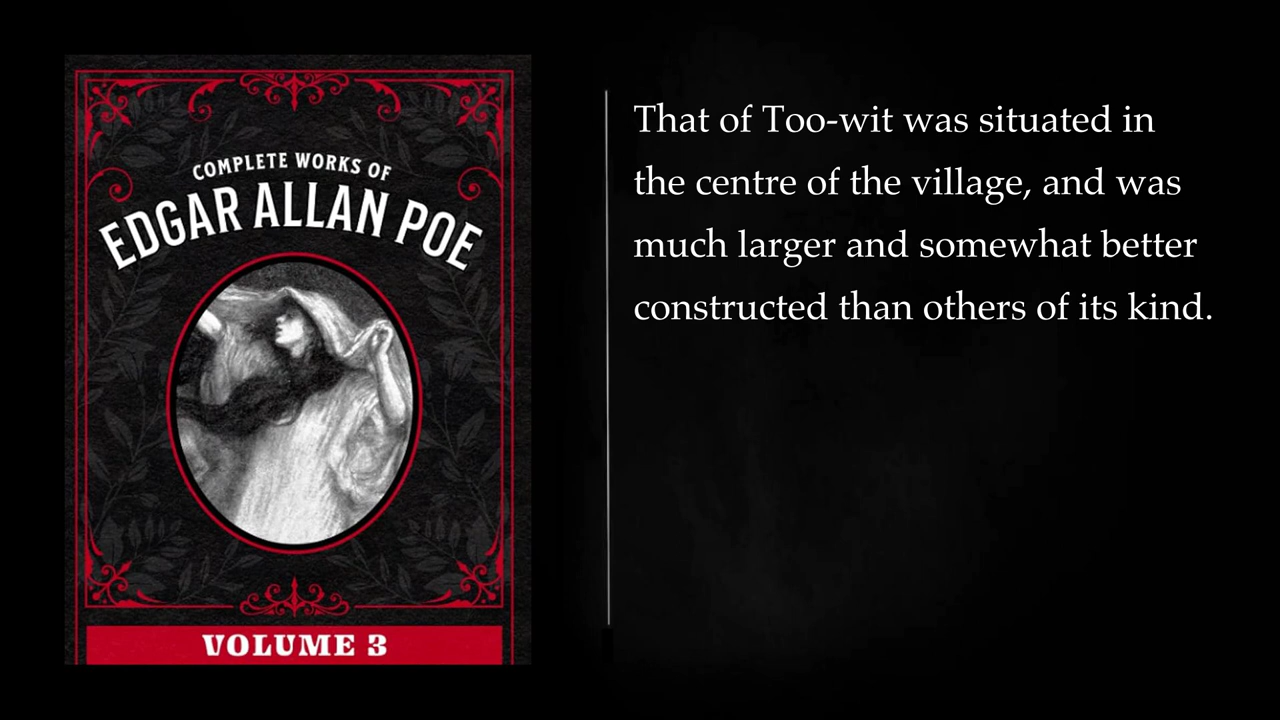 COMPLETE WORKS OF
EDGAR ALLAN POE
VOLUME 3
That of Too-wit was situated in
the centre of the village, and was
much larger and somewhat better
constructed than others of its kind.